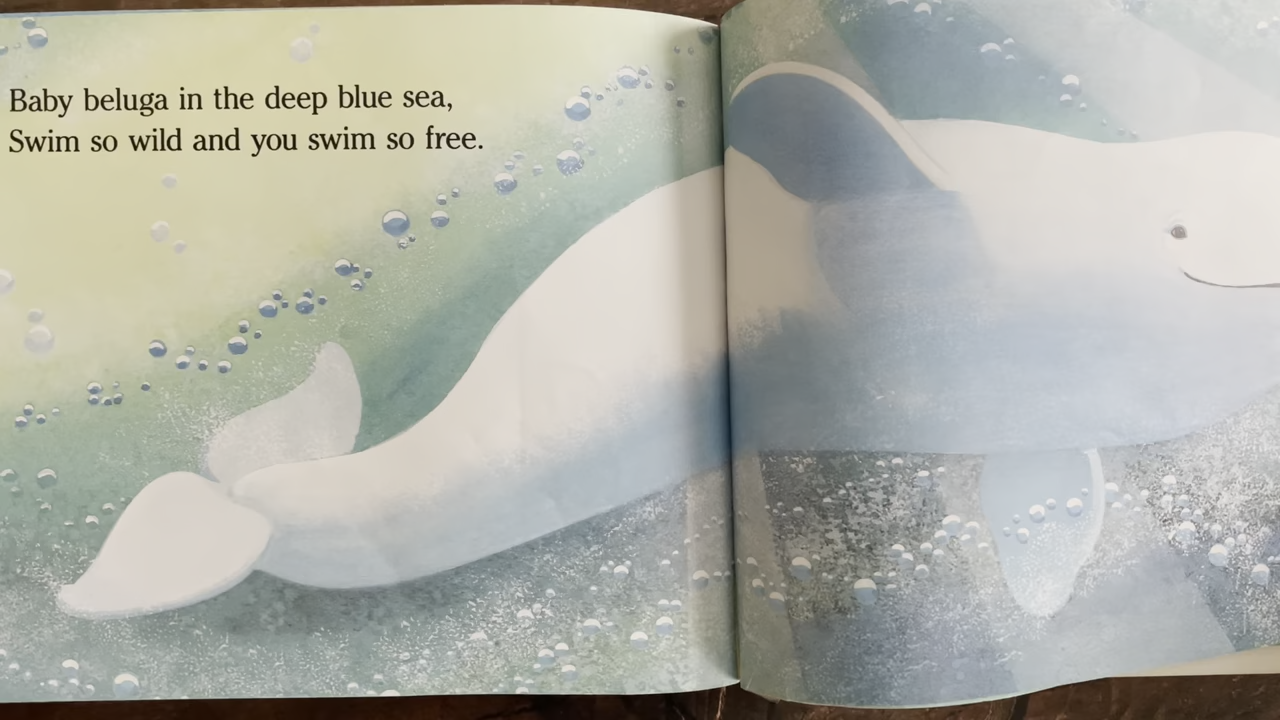 Baby beluga in the deep blue sea,
Swim so wild and you swim so free.